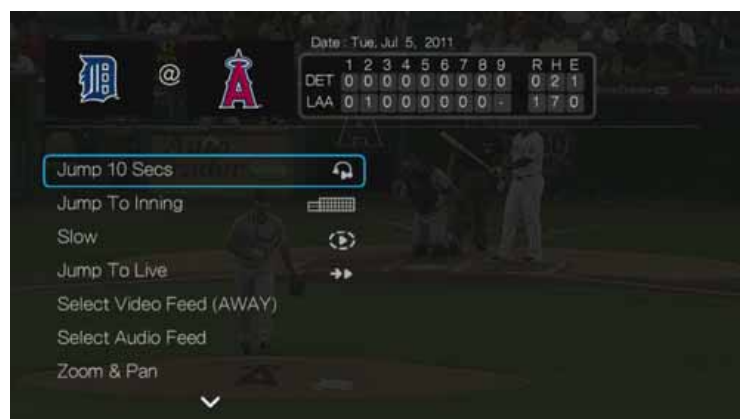 Date : Tue, Jul 5, 2011
1 2 3 4 5 6 7 8 9 R H E
DET 0 0 0 0 0 0 0 0 0 0 2 1
@
LAA 0 1 0 0 0 0 0 0 - 1 7 0
Jump 10 Secs
Jump To Inning
Slow
Jump To Live
Select Video Feed (AWAY)
Select Audio Feed
Zoom & Pan